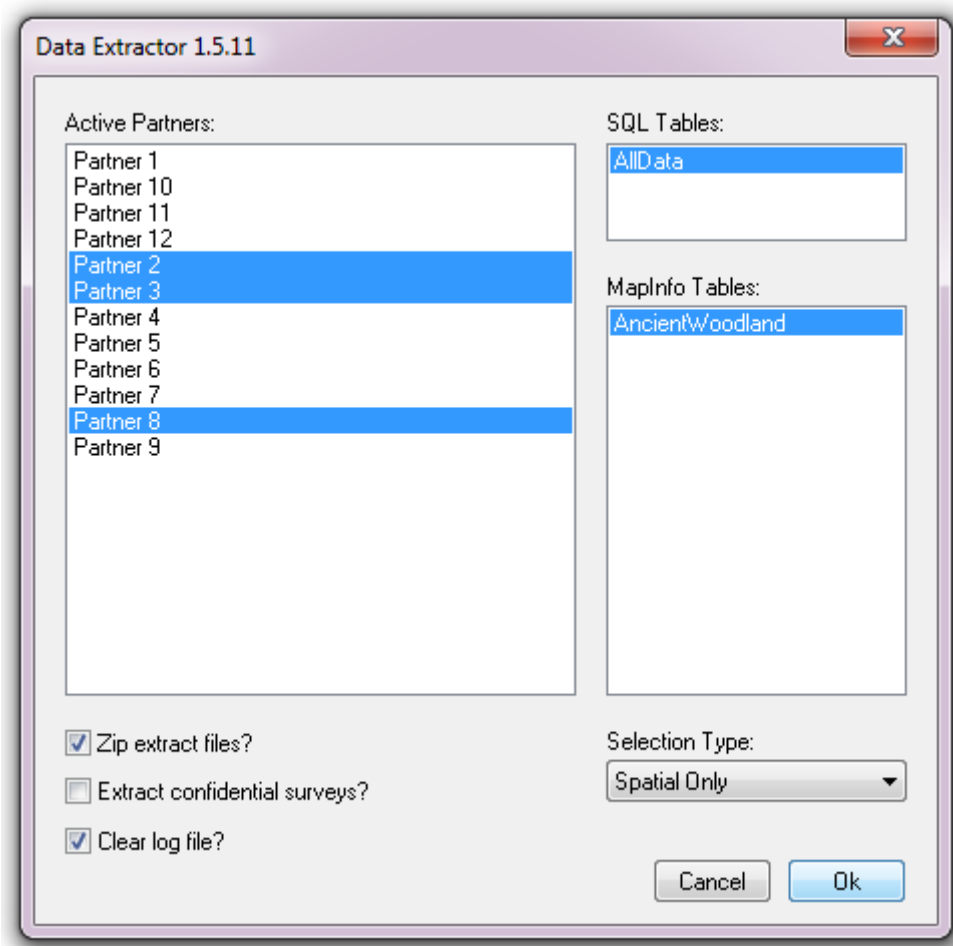 Data Extractor 1.5.11
Active Partners:
Partner 1
Partner 10
Partner 11
Partner 12
Partner 2
Partner 3
Partner 4
Partner 5
Partner 6
Partner 7
Partner 8
Partner 9
SQL Tables:
AllData
MapInfo Tables:
AncientWoodland
Zip extract files?
Extract confidential surveys?
Clear log file?
Selection Type:
Spatial Only
Cancel
Ok